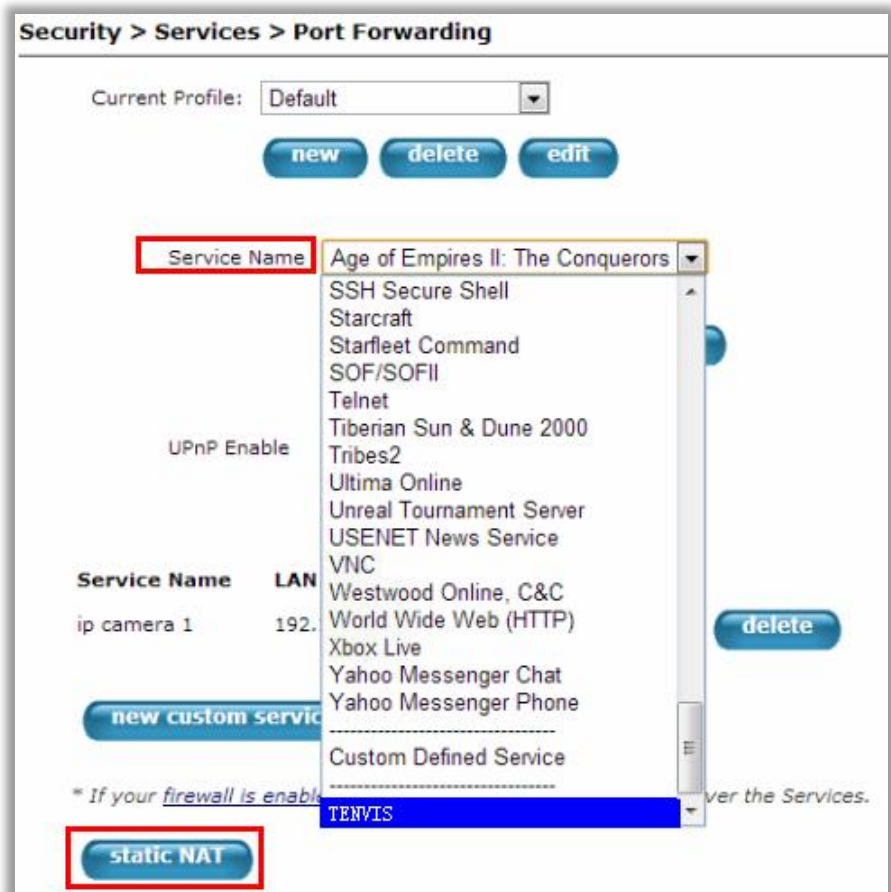 Security > Services > Port Forwarding
Current Profile: Default
new delete edit
Service Name Age of Empires II: The Conquerors
SSH Secure Shell
Starcraft
Starfleet Command
SOF/SOFII
Telnet
Tiberian Sun & Dune 2000
UPnP Enable
Tribes2
Ultima Online
Unreal Tournament Server
USENET News Service
VNC
Service Name LAN
Westwood Online, C&C
ip camera 1 192. World Wide Web (HTTP) delete
Xbox Live
Yahoo Messenger Chat
Yahoo Messenger Phone
new custom servic
---------------------------------
Custom Defined Service
---------------------------------
* If your firewall is enable ver the Services.
TENVIS
static NAT